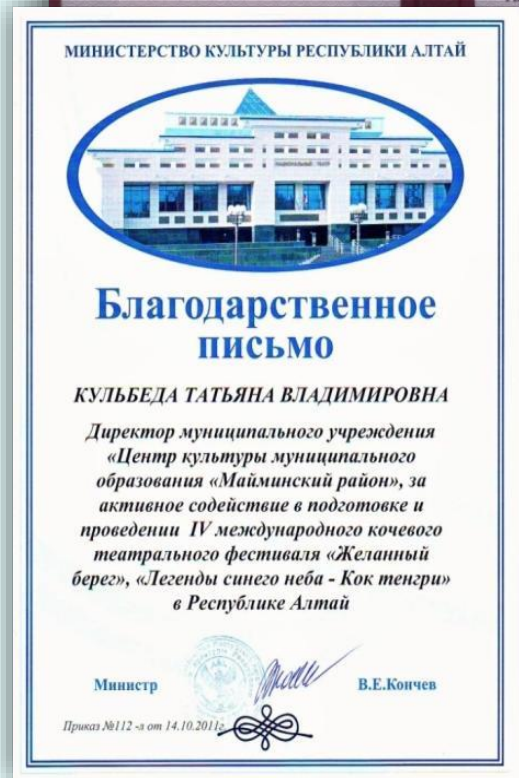 МИНИСТЕРСТВО КУЛЬТУРЫ РЕСПУБЛИКИ АЛТАЙ
НАЦИОНАЛЬНЫЙ ТЕАТР
Благодарственное
письмо
КУЛЬБЕДА ТАТЬЯНА ВЛАДИМИРОВНА
Директор муниципального учреждения
«Центр культуры муниципального
образования «Майминский район», за
активное содействие в подготовке и
проведении IV международного кочевого
театрального фестиваля «Желанный
берег», «Легенды синего неба - Кок тенгри»
в Республике Алтай
Министр В.Е.Кончев
Приказ №112 -л от 14.10.2011г